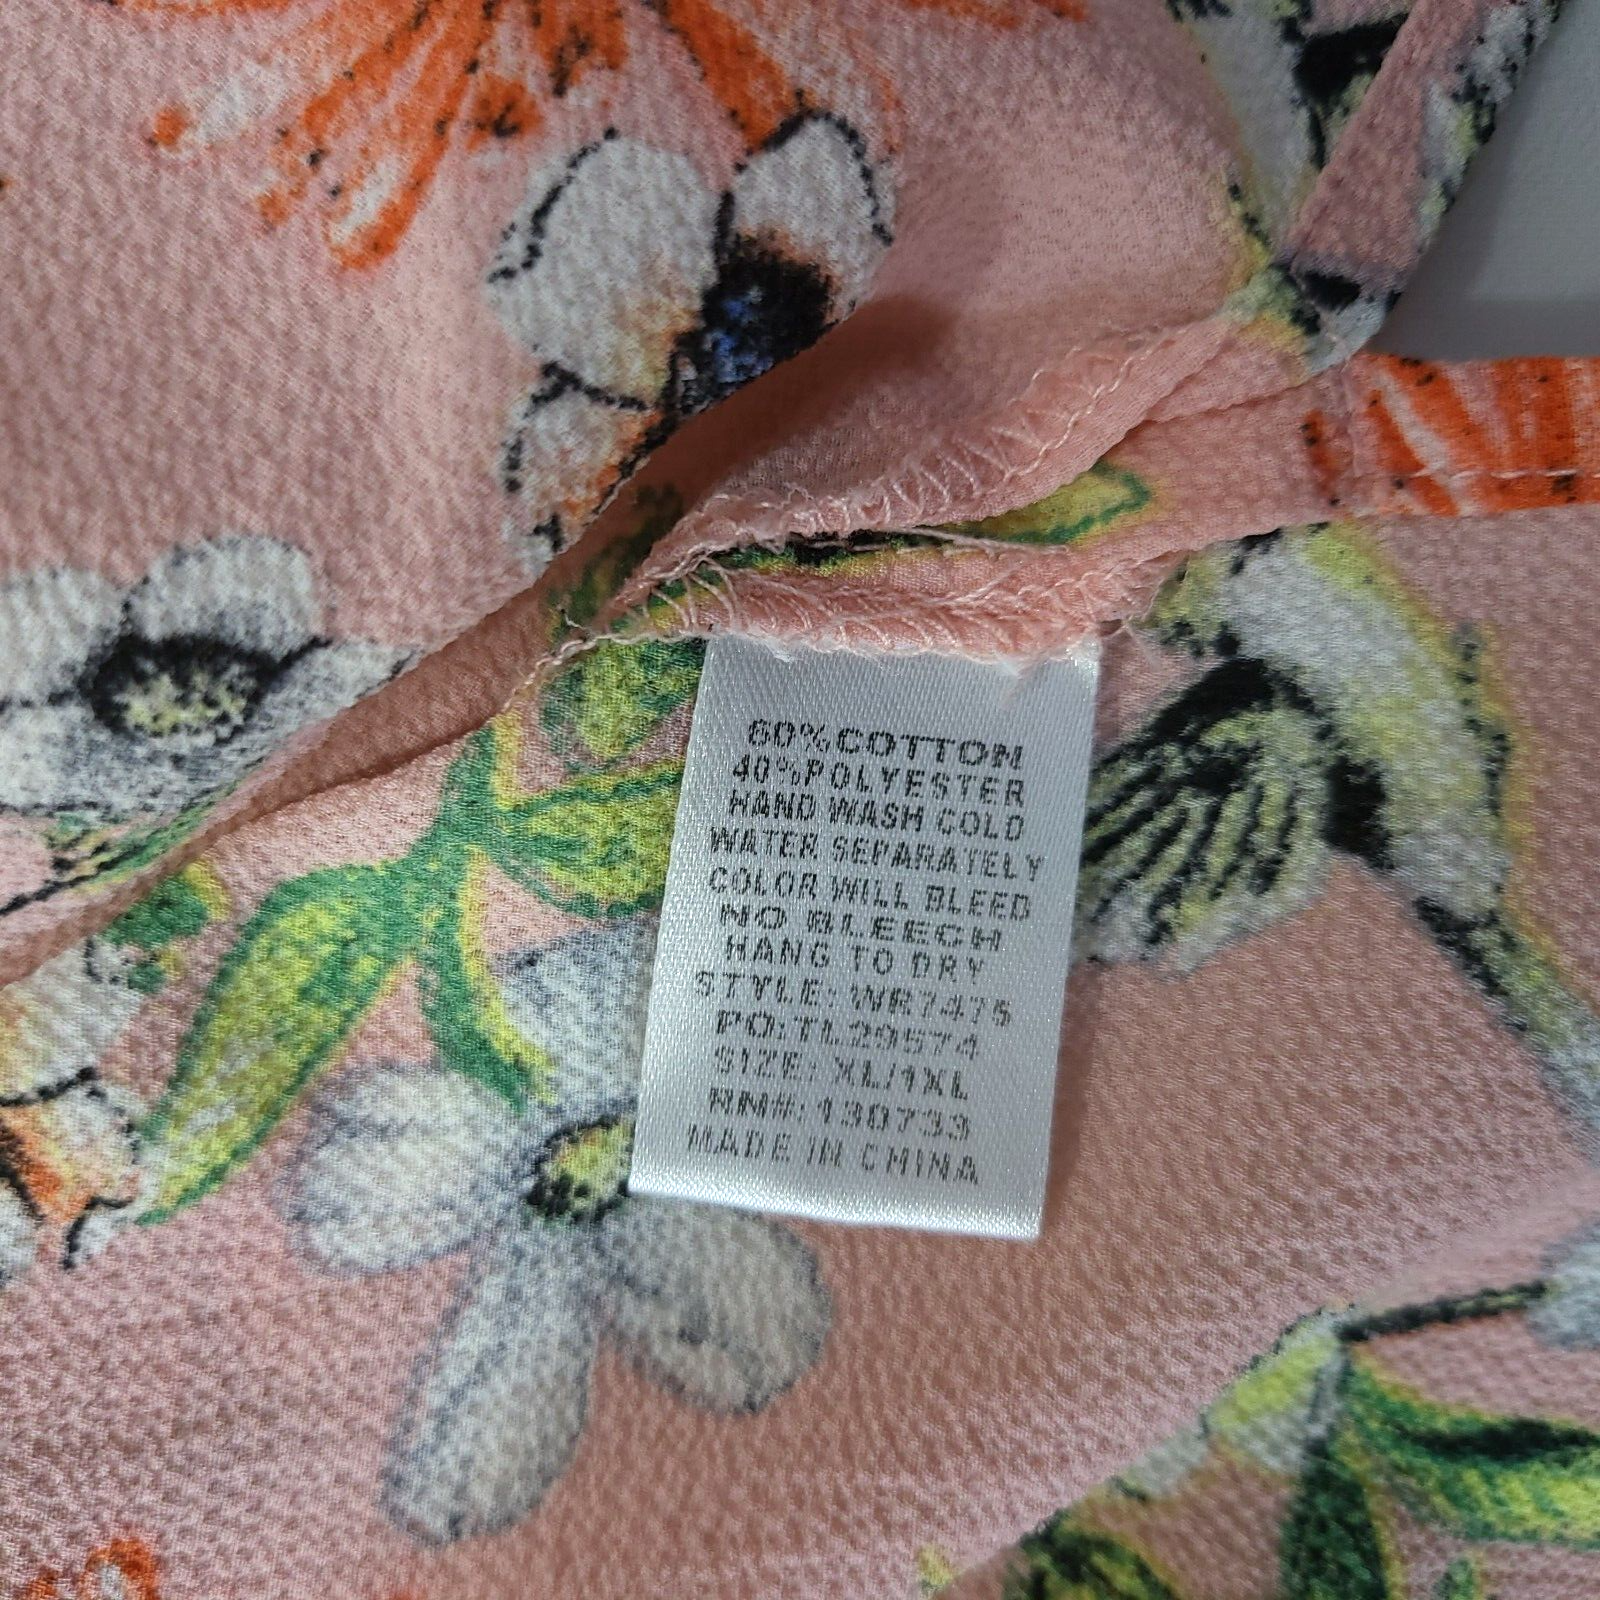 60%COTTON
40%POLYESTER
HAND WASH COLD
WATER SEPARATELY
COLOR WILL BLEED
NO BLEECH
HANG TO DRY
STYLE: WR7475
PO:TL29574
SIZE: XL/1XL
RN#:130733
MADE IN CHINA